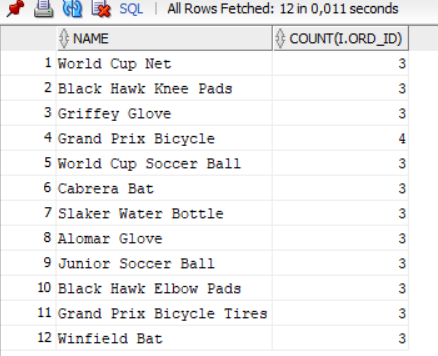 SQL | All Rows Fetched: 12 in 0,011 seconds
NAME COUNT(I.ORD_ID)
1 World Cup Net 3
2 Black Hawk Knee Pads 3
3 Griffey Glove 3
4 Grand Prix Bicycle 4
5 World Cup Soccer Ball 3
6 Cabrera Bat 3
7 Slaker Water Bottle 3
8 Alomar Glove 3
9 Junior Soccer Ball 3
10 Black Hawk Elbow Pads 3
11 Grand Prix Bicycle Tires 3
12 Winfield Bat 3